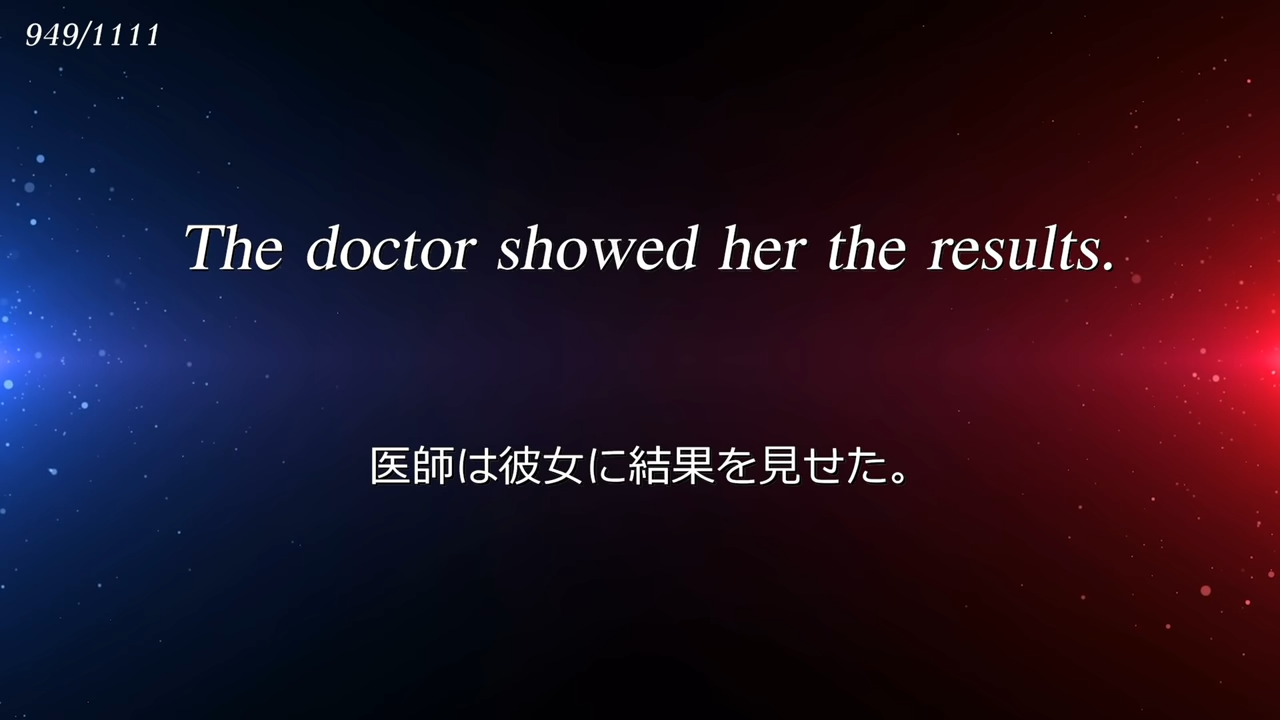 949/1111
The doctor showed her the results.
医師は彼女に結果を見せた。